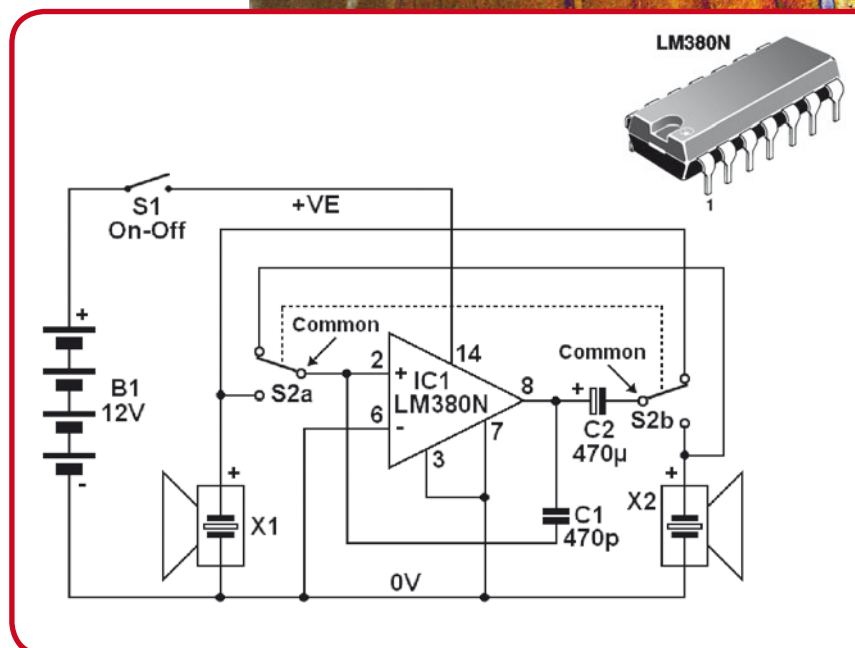 LM380N
1
S1
On-Off
+VE
+
B1
12V
-
Common
S2a
2
+
6
-
IC1
LM380N
14
3
7
8
+
C2
470µ
Common
S2b
C1
470p
+
X1
+
X2
0V